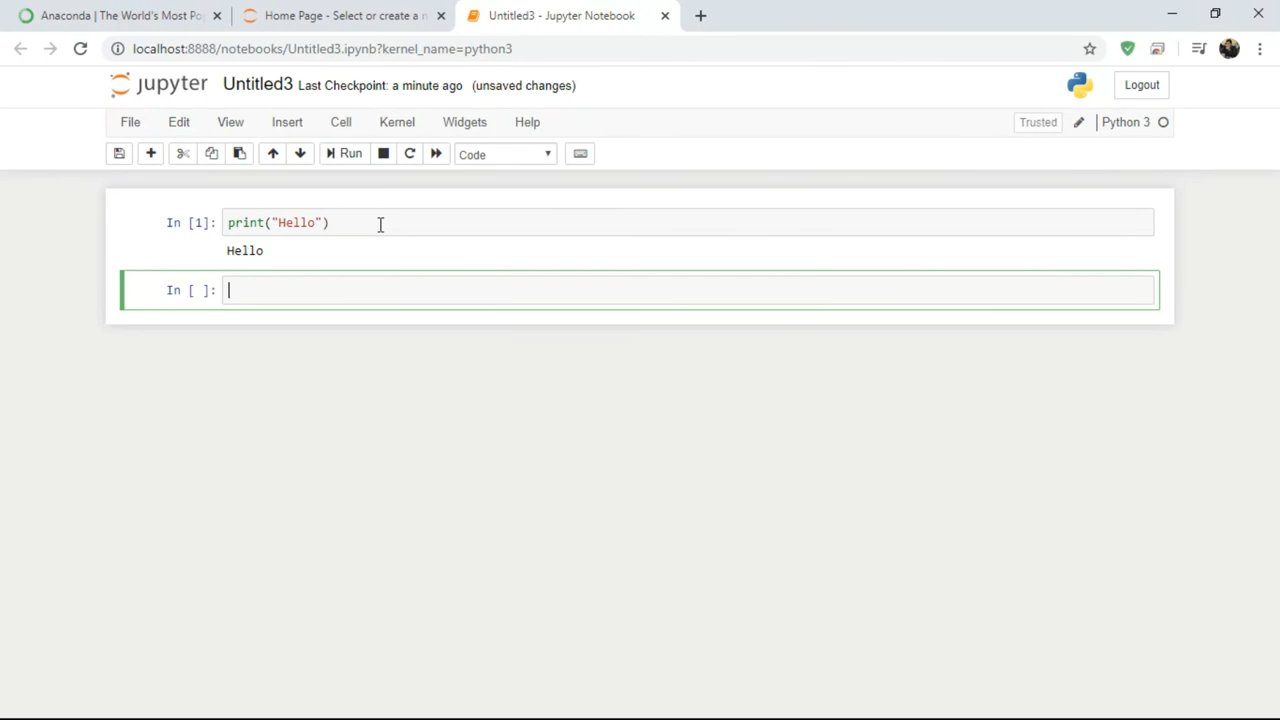 Anaconda | The World's Most Po
Home Page - Select or create a n
Untitled3 - Jupyter Notebook
localhost:8888/notebooks/Untitled3.ipynb?kernel_name=python3
jupyter Untitled3 Last Checkpoint: a minute ago (unsaved changes)
Logout
File Edit View Insert Cell Kernel Widgets Help
Trusted Python 3
Run Code
In [1]: print("Hello")
Hello
In [ ]: